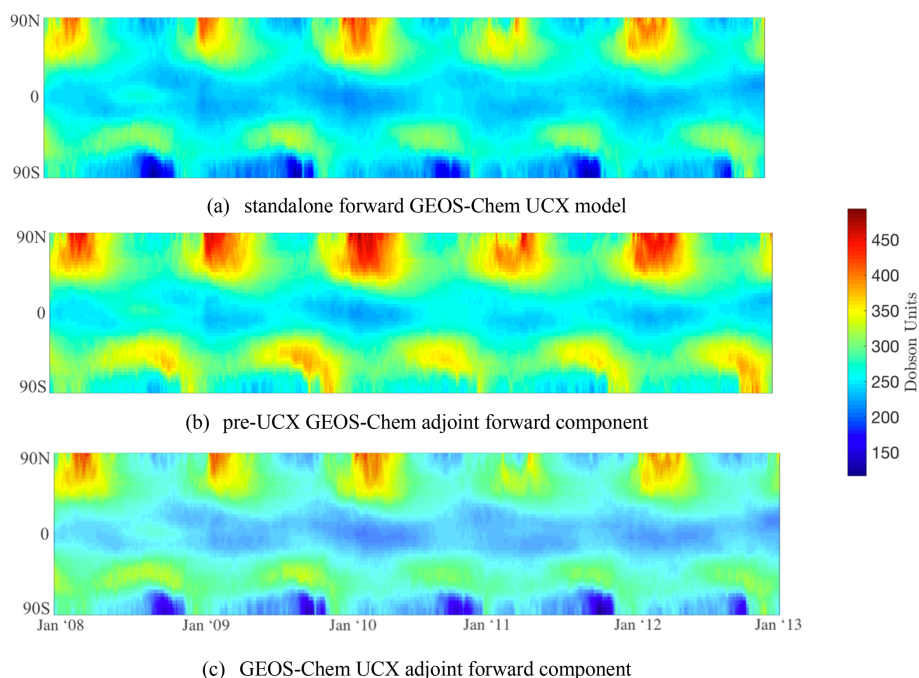 90N
0
90S
(a) standalone forward GEOS-Chem UCX model
90N
0
90S
(b) pre-UCX GEOS-Chem adjoint forward component
90N
0
90S
Jan ‘08 Jan ‘09 Jan ‘10 Jan ‘11 Jan ‘12 Jan ‘13
(c) GEOS-Chem UCX adjoint forward component
450
400
350
300
250
200
150
Dobson Units